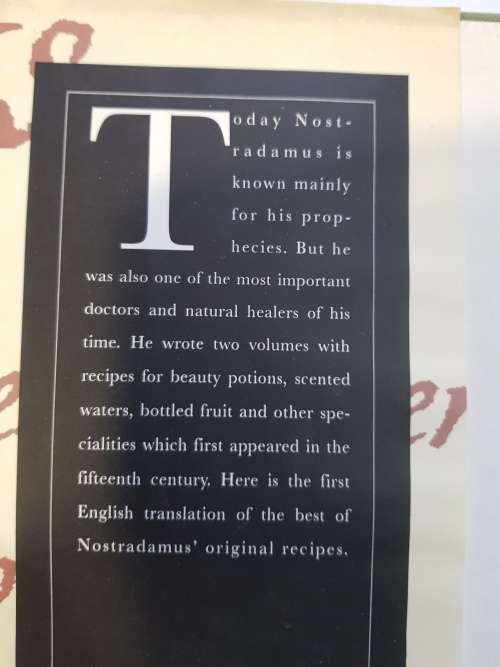 Today Nost-
radamus is
known mainly
for his prop-
hecies. But he
was also one of the most important
doctors and natural healers of his
time. He wrote two volumes with
recipes for beauty potions, scented
waters, bottled fruit and other spe-
cialities which first appeared in the
fifteenth century. Here is the first
English translation of the best of
Nostradamus' original recipes.